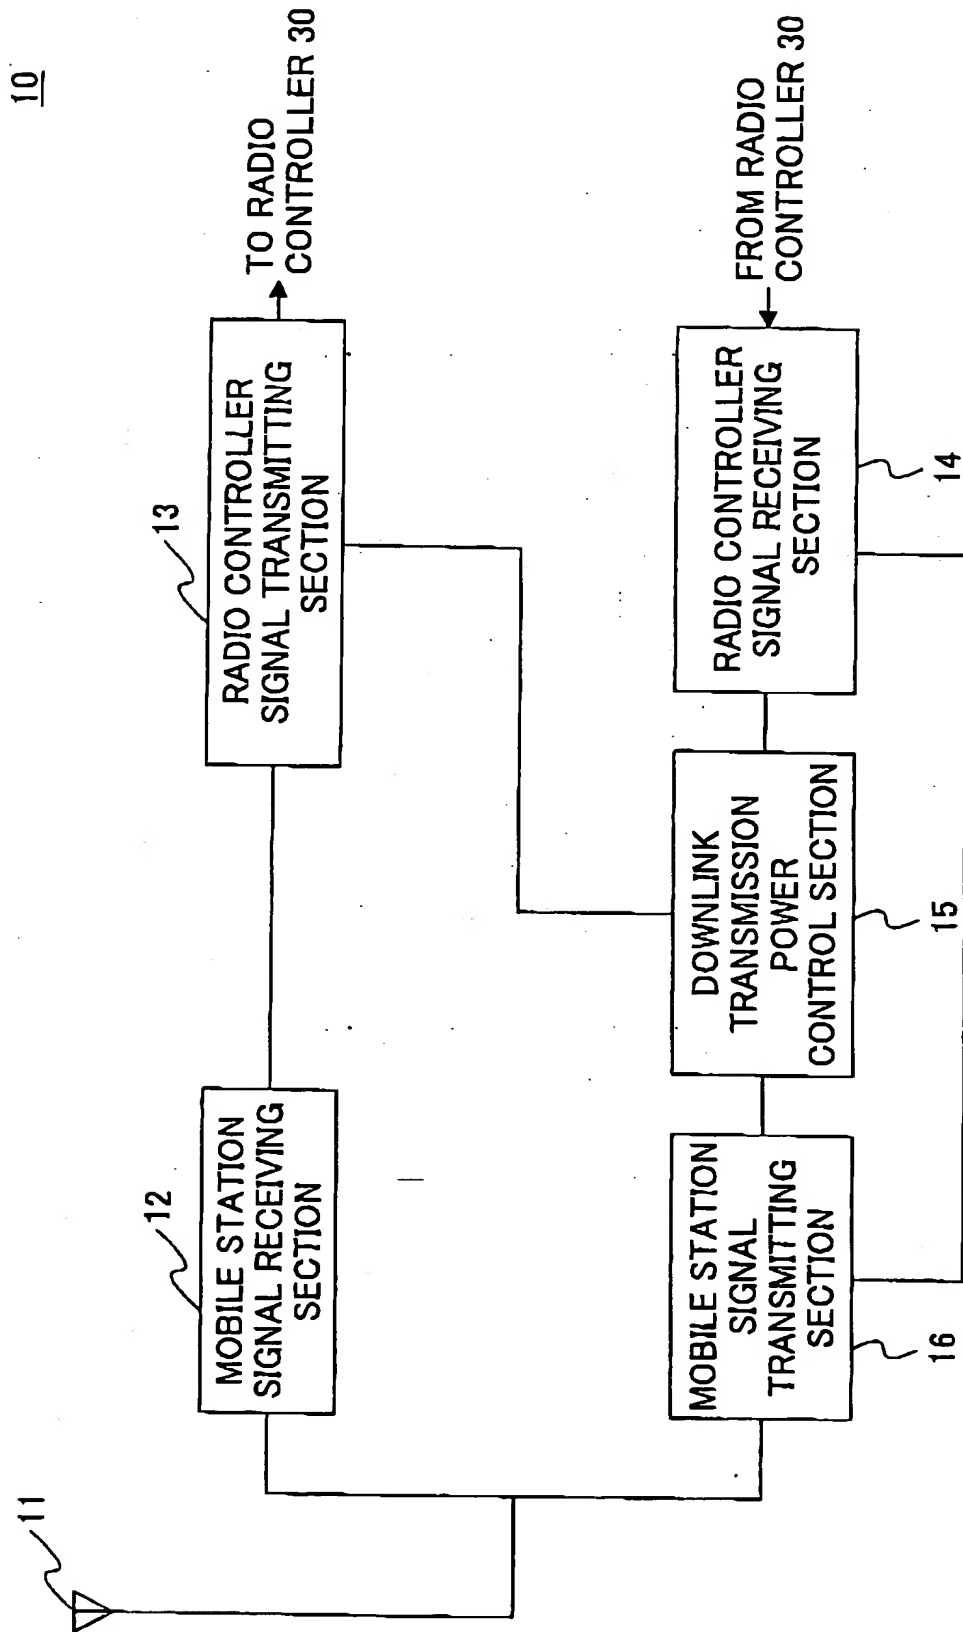 10
11
12
MOBILE STATION
SIGNAL RECEIVING
SECTION
13
RADIO CONTROLLER
SIGNAL TRANSMITTING
SECTION
TO RADIO
CONTROLLER 30
MOBILE STATION
SIGNAL
TRANSMITTING
SECTION
16
DOWNLINK
TRANSMISSION
POWER
CONTROL SECTION
15
RADIO CONTROLLER
SIGNAL RECEIVING
SECTION
14
FROM RADIO
CONTROLLER 30